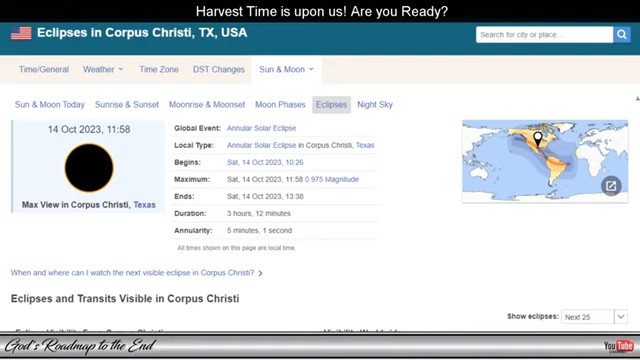 Harvest Time is upon us! Are you Ready?
Eclipses in Corpus Christi, TX, USA
Search for city or place...
Time/General Weather Time Zone DST Changes Sun & Moon
Sun & Moon Today Sunrise & Sunset Moonrise & Moonset Moon Phases Eclipses Night Sky
14 Oct 2023, 11:58
Max View in Corpus Christi, Texas
Global Event: Annular Solar Eclipse
Local Type: Annular Solar Eclipse in Corpus Christi, Texas
Begins: Sat, 14 Oct 2023, 10:26
Maximum: Sat, 14 Oct 2023, 11:58 0.975 Magnitude
Ends: Sat, 14 Oct 2023, 13:38
Duration: 3 hours, 12 minutes
Annularity: 5 minutes, 1 second
All times shown on this page are local time.
When and where can I watch the next visible eclipse in Corpus Christi?
Eclipses and Transits Visible in Corpus Christi
Show eclipses: Next 25
God's Roadmap to the End
YouTube